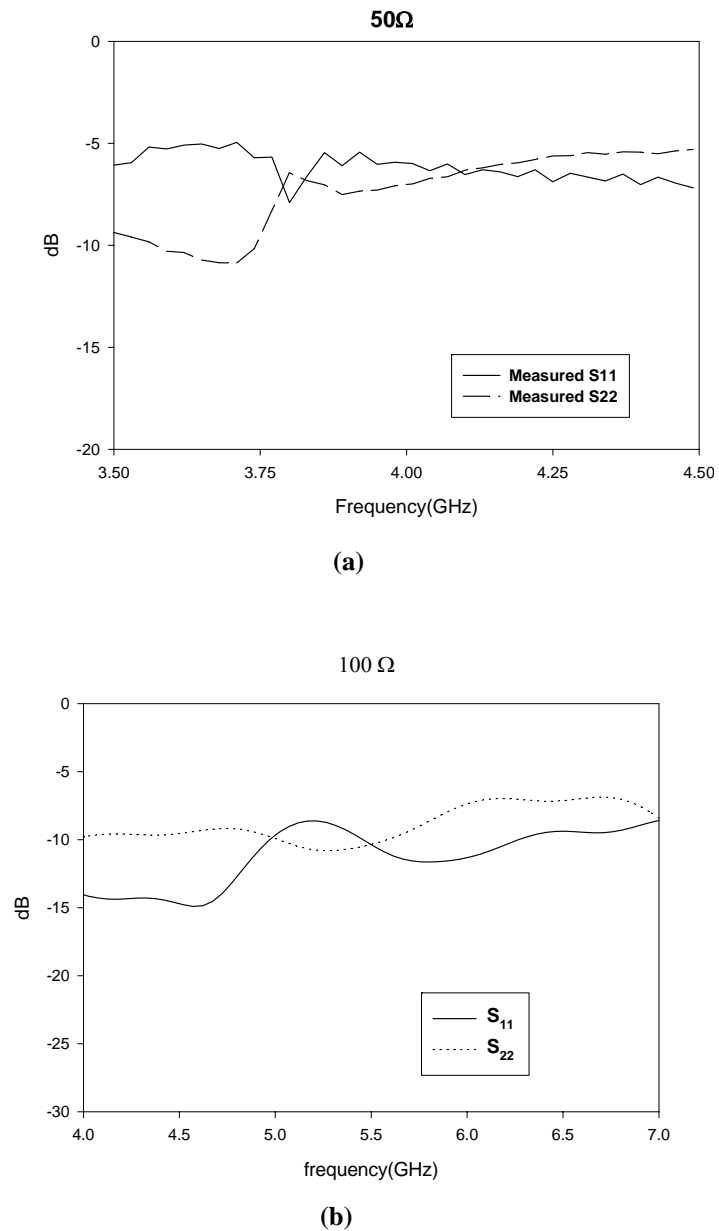 50Ω
0
-5
-10
-15
-20
dB
Measured S11
Measured S22
3.50 3.75 4.00 4.25 4.50
Frequency(GHz)
(a)
100 Ω
0
-5
-10
-15
-20
-25
-30
dB
S11
S22
4.0 4.5 5.0 5.5 6.0 6.5 7.0
frequency(GHz)
(b)